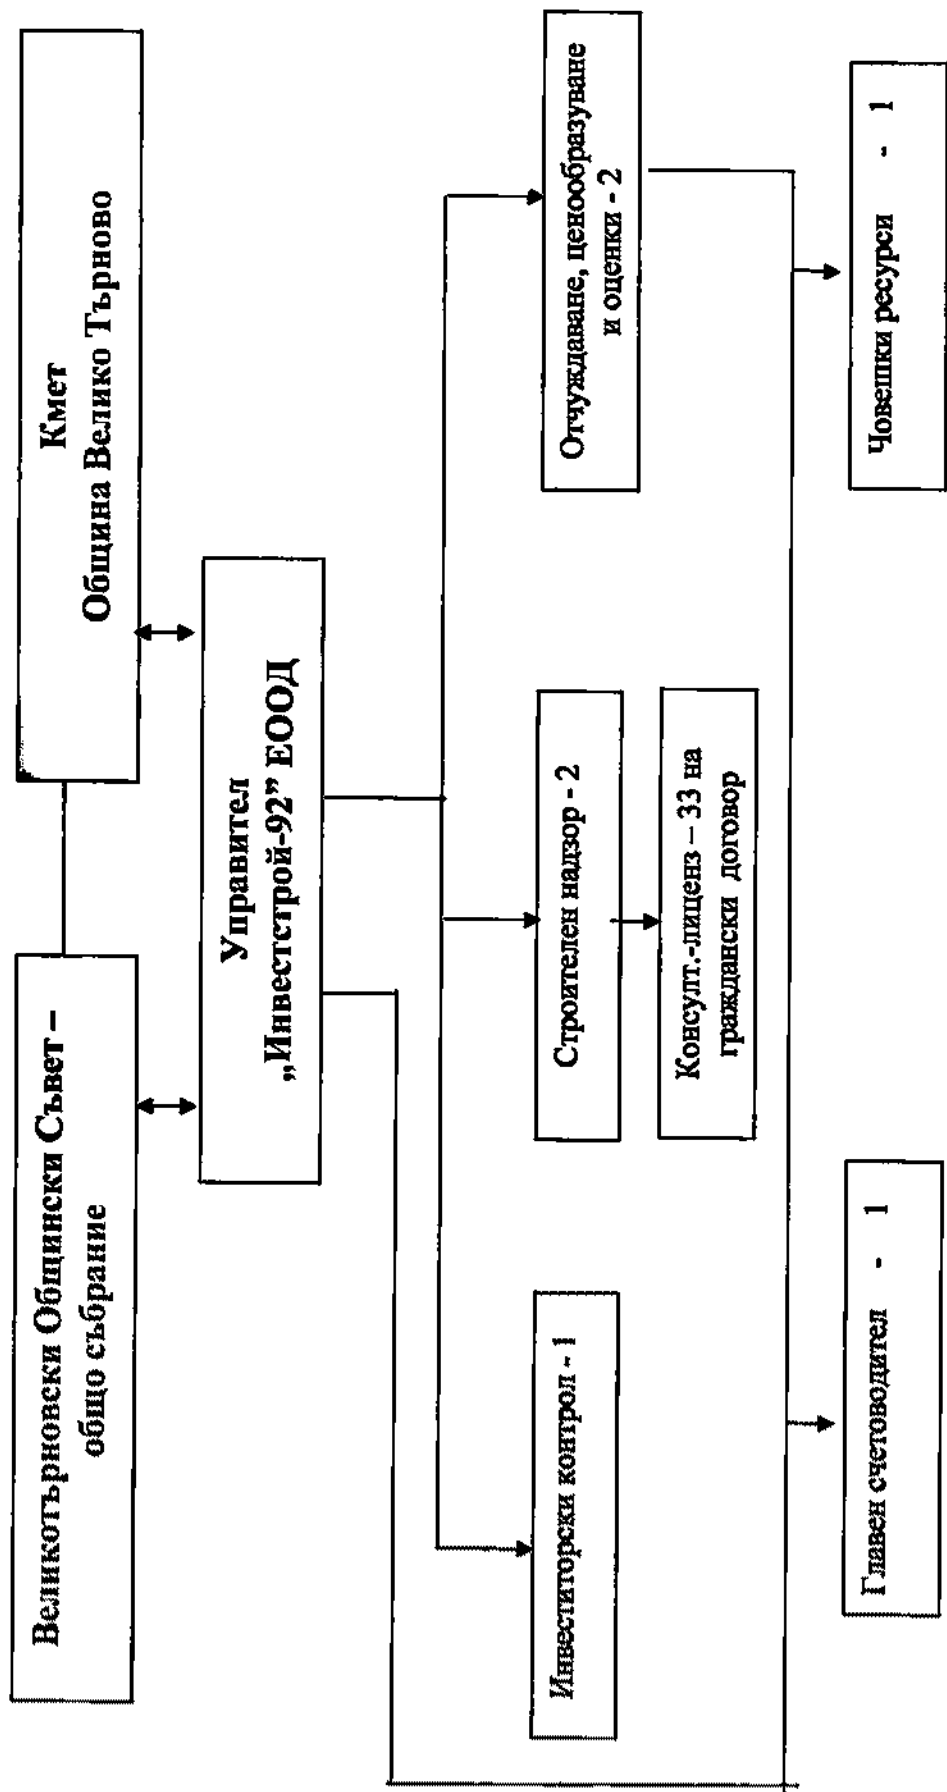 Великотърновски Общински Съвет –
общо събрание
Кмет
Община Велико Търново
Управител
„Инвестстрой-92” ЕООД
Инвеститорски контрол - 1
Строителен надзор - 2
Отчуждаване, ценообразуване
и оценки - 2
Консулт.-лиценз – 33 на
граждански договор
Главен счетоводител - 1
Човешки ресурси - 1